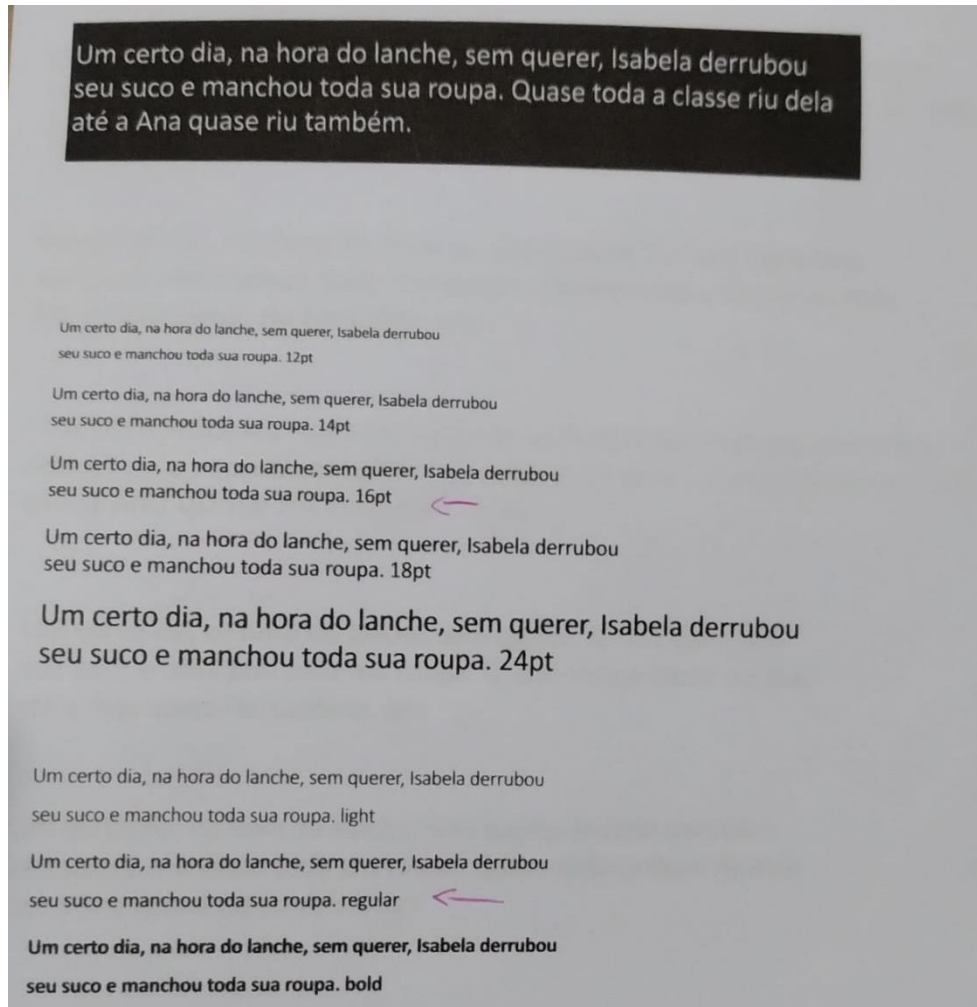 Um certo dia, na hora do lanche, sem querer, Isabela derrubou
seu suco e manchou toda sua roupa. Quase toda a classe riu dela
até a Ana quase riu também.
Um certo dia, na hora do lanche, sem querer, Isabela derrubou
seu suco e manchou toda sua roupa. 12pt
Um certo dia, na hora do lanche, sem querer, Isabela derrubou
seu suco e manchou toda sua roupa. 14pt
Um certo dia, na hora do lanche, sem querer, Isabela derrubou
seu suco e manchou toda sua roupa. 16pt
Um certo dia, na hora do lanche, sem querer, Isabela derrubou
seu suco e manchou toda sua roupa. 18pt
Um certo dia, na hora do lanche, sem querer, Isabela derrubou
seu suco e manchou toda sua roupa. 24pt
Um certo dia, na hora do lanche, sem querer, Isabela derrubou
seu suco e manchou toda sua roupa. light
Um certo dia, na hora do lanche, sem querer, Isabela derrubou
seu suco e manchou toda sua roupa. regular
Um certo dia, na hora do lanche, sem querer, Isabela derrubou
seu suco e manchou toda sua roupa. bold